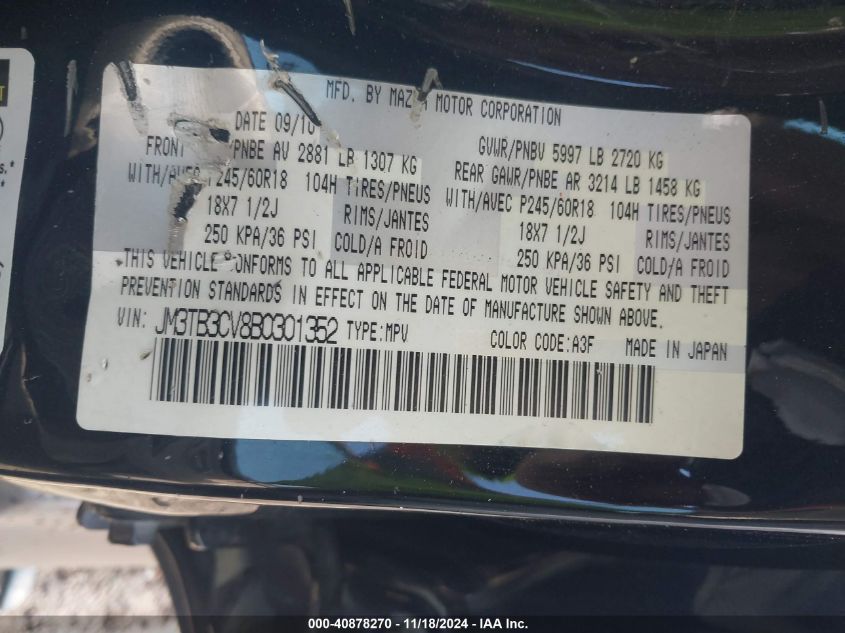 MFD. BY MAZ MOTOR CORPORATION
DATE 09/10 GVWR/PNBV 5997 LB 2720 KG
FRONT /PNBE AV 2881 LB 1307 KG REAR GAWR/PNBE AR 3214 LB 1458 KG
WITH/AVEC P245/60R18 104H TIRES/PNEUS WITH/AVEC P245/60R18 104H TIRES/PNEUS
18X7 1/2J RIMS/JANTES 18X7 1/2J RIMS/JANTES
250 KPA/36 PSI COLD/A FROID 250 KPA/36 PSI COLD/A FROID
THIS VEHICLE ONFORMS TO ALL APPLICABLE FEDERAL MOTOR VEHICLE SAFETY AND THEFT
PREVENTION STANDARDS IN EFFECT ON THE DATE OF MANUFACTURE SHOWN ABOVE.
VIN: JM3TB3CV8B0301352 TYPE:MPV COLOR CODE:A3F MADE IN JAPAN
000-40878270 - 11/18/2024 - IAA Inc.